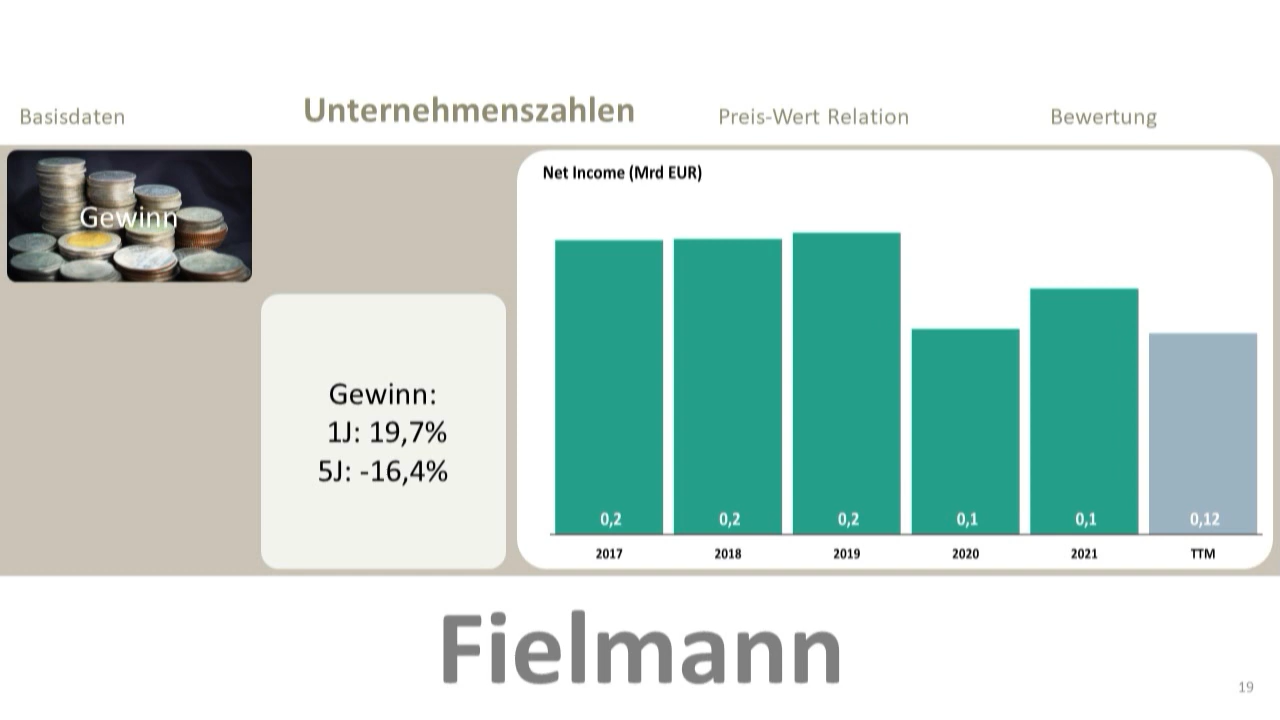 Basisdaten
Unternehmenszahlen
Preis-Wert Relation
Bewertung
Gewinn
Gewinn:
1J: 19,7%
5J: -16,4%
Net Income (Mrd EUR)
0,2 0,2 0,2 0,1 0,1 0,12
2017 2018 2019 2020 2021 TTM
Fielmann
19